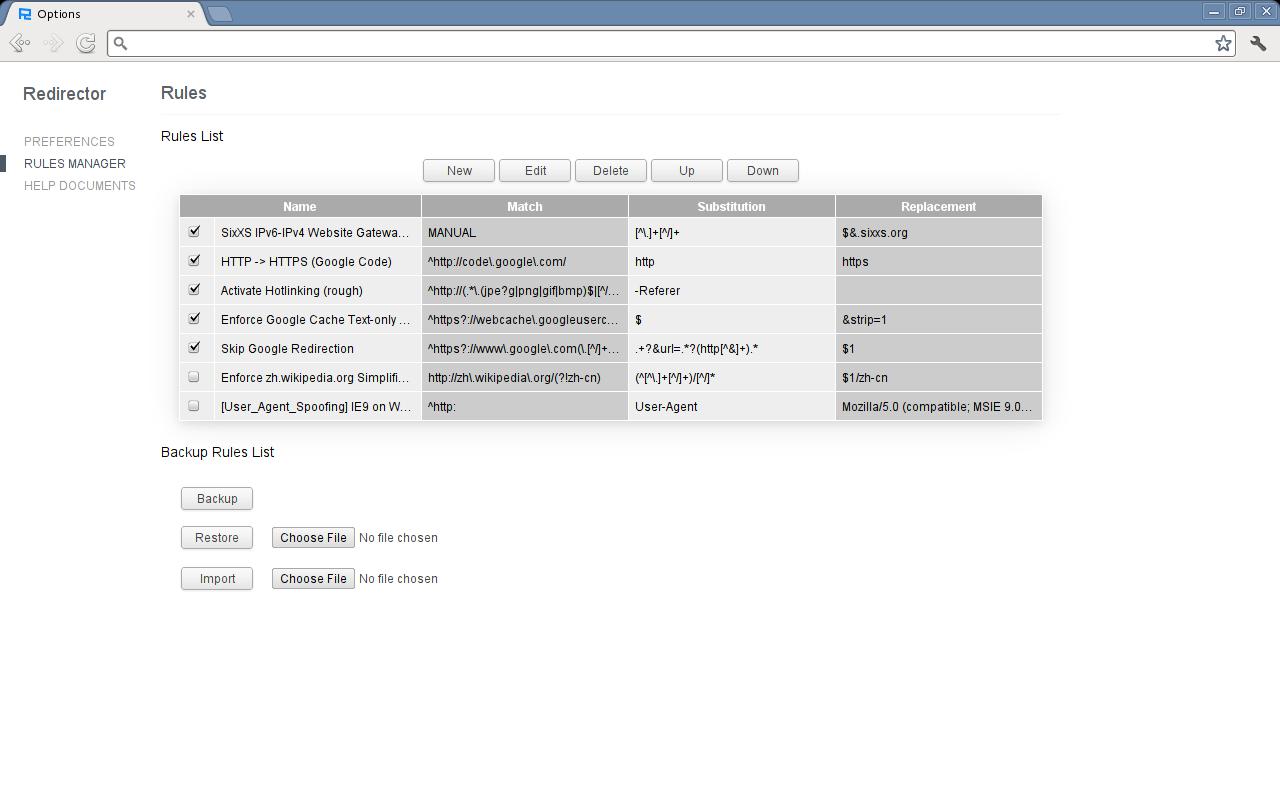 Options
Redirector
PREFERENCES
RULES MANAGER
HELP DOCUMENTS
Rules
Rules List
New Edit Delete Up Down
Name Match Substitution Replacement
SixXS IPv6-IPv4 Website Gatewa… MANUAL [^\.]+[^/]+ $&.sixxs.org
HTTP -> HTTPS (Google Code) ^http://code\.google\.com/ http https
Activate Hotlinking (rough) ^http://(.*\.(jpe?g|png|gif|bmp)$|[^/… -Referer
Enforce Google Cache Text-only … ^https?://webcache\.googleuserc… $ &strip=1
Skip Google Redirection ^https?://www\.google\.com(\.[^/]+… .+?&url=.*?(http[^&]+).* $1
Enforce zh.wikipedia.org Simplifi… http://zh\.wikipedia\.org/(?!zh-cn) (^[^\.]+[^/]+)/[^/]* $1/zh-cn
[User_Agent_Spoofing] IE9 on W… ^http: User-Agent Mozilla/5.0 (compatible; MSIE 9.0…
Backup Rules List
Backup
Restore Choose File No file chosen
Import Choose File No file chosen